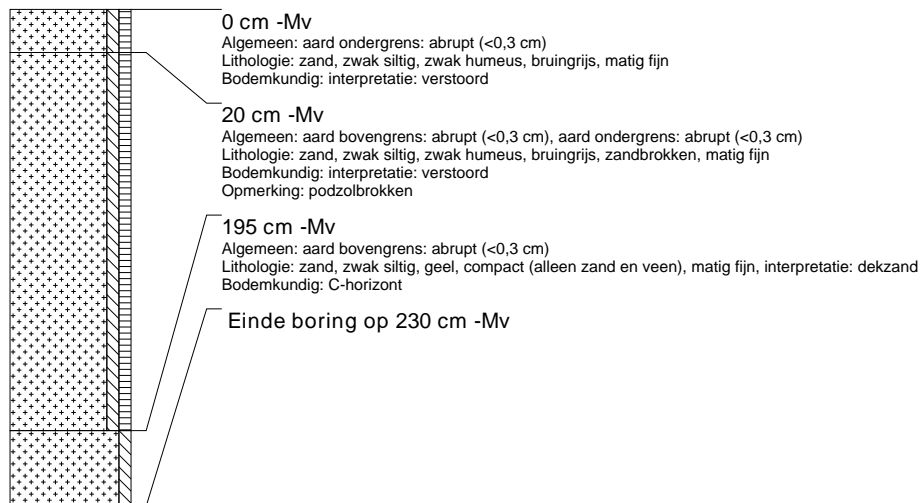 0 cm -Mv
Algemeen: aard ondergrens: abrupt (<0,3 cm)
Lithologie: zand, zwak siltig, zwak humeus, bruingrijs, matig fijn
Bodemkundig: interpretatie: verstoord
20 cm -Mv
Algemeen: aard bovengrens: abrupt (<0,3 cm), aard ondergrens: abrupt (<0,3 cm)
Lithologie: zand, zwak siltig, zwak humeus, bruingrijs, zandbrokken, matig fijn
Bodemkundig: interpretatie: verstoord
Opmerking: podzolbrokken
195 cm -Mv
Algemeen: aard bovengrens: abrupt (<0,3 cm)
Lithologie: zand, zwak siltig, geel, compact (alleen zand en veen), matig fijn, interpretatie: dekzand
Bodemkundig: C-horizont
Einde boring op 230 cm -Mv